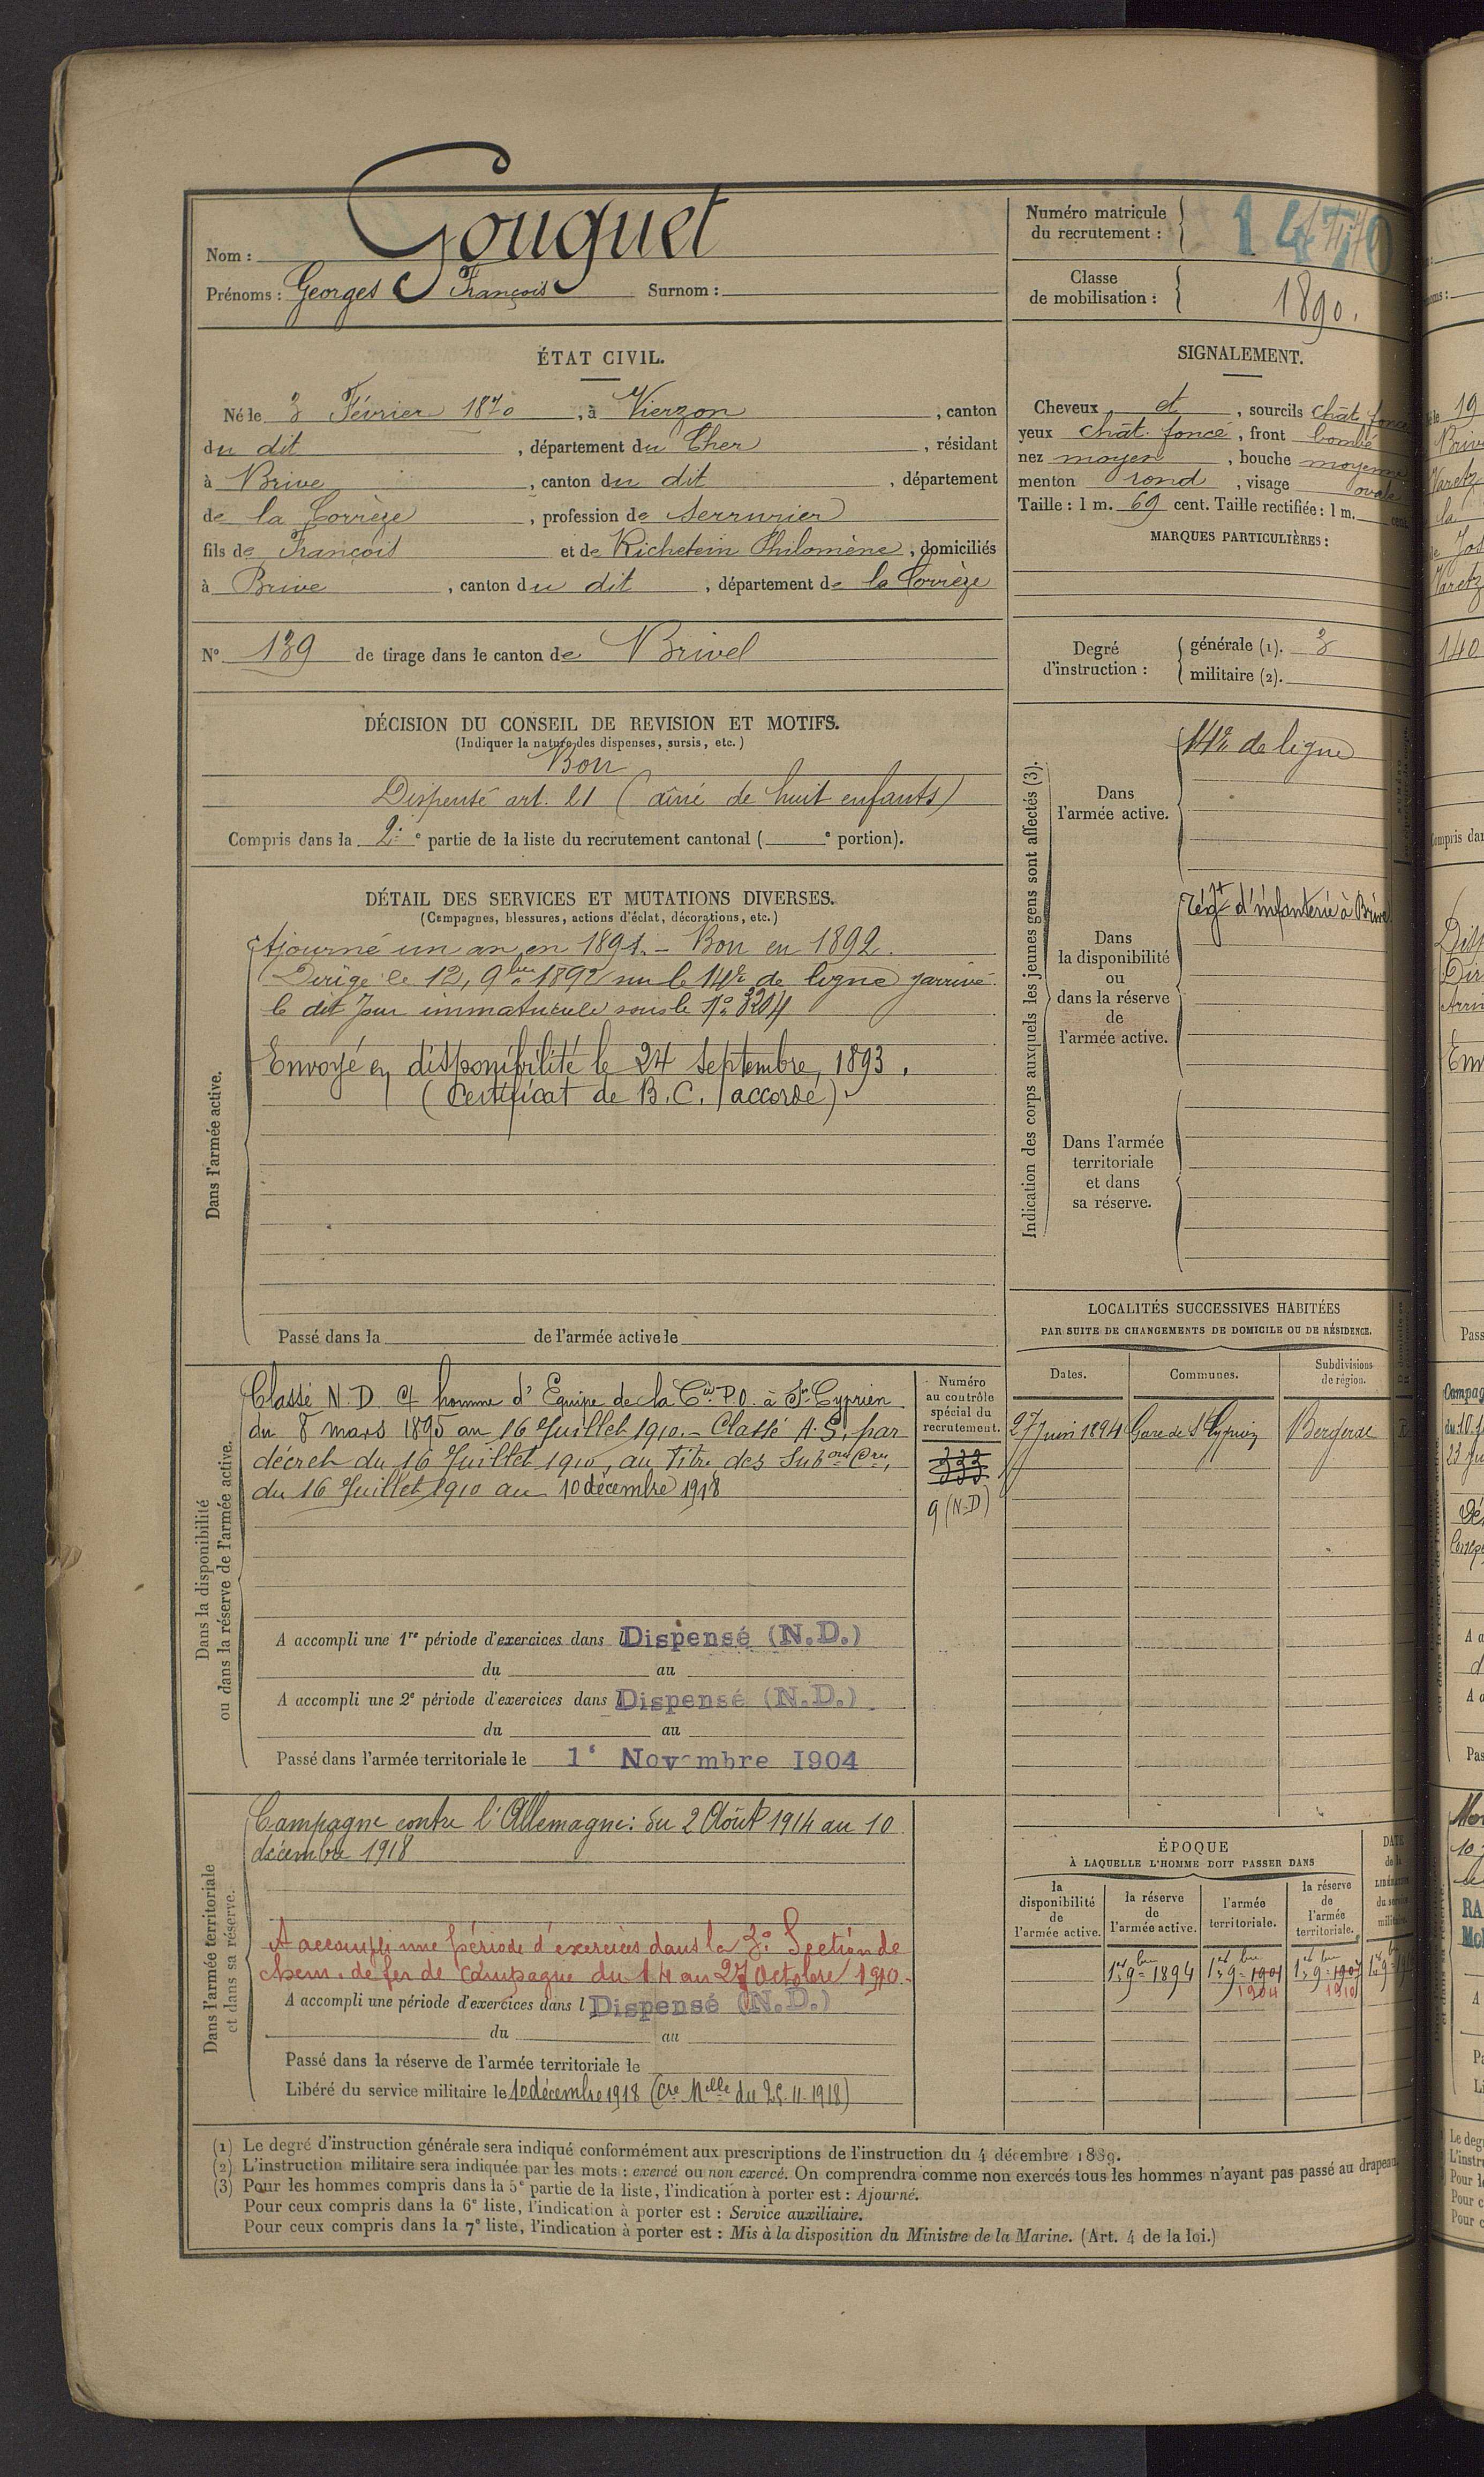 Nom : Gouguet
Prénoms : Georges François Surnom :
Numéro matricule du recrutement : 1470
Classe de mobilisation : 1890.
ÉTAT CIVIL.
Né le 3 Février 1870, à Vierzon, canton
du dit, département du Cher, résidant
à Brive, canton du dit, département
de la Corrèze, profession de serrurier
fils de François et de Richetein Philomène, domiciliés
à Brive, canton du dit, département de la Corrèze
N° 139 de tirage dans le canton de Brive
SIGNALEMENT.
Cheveux et, sourcils chât. foncé
yeux chât. foncé, front bombé
nez moyen, bouche moyenne
menton rond, visage ovale
Taille : 1 m. 69 cent. Taille rectifiée : 1 m. cent.
MARQUES PARTICULIÈRES :
Degré d'instruction : générale (1). 3
militaire (2).
DÉCISION DU CONSEIL DE REVISION ET MOTIFS.
(Indiquer la nature des dispenses, sursis, etc.)
Bon
Dispensé art. 21 (aîné de huit enfants)
Compris dans la 2e partie de la liste du recrutement cantonal ( e portion).
DÉTAIL DES SERVICES ET MUTATIONS DIVERSES.
(Campagnes, blessures, actions d'éclat, décorations, etc.)
Dans l'armée active.
Ajourné un an en 1891. - Bon en 1892.
Dirigé le 12, 9bre 1892 sur le 14e de ligne, arrivé
le dit jour immatriculé sous le N° 3204
Envoyé en disponibilité le 24 septembre 1893.
(Certificat de B.C. accordé)
Passé dans la de l'armée active le
Indication des corps auxquels les jeunes gens sont affectés (3).
Dans l'armée active.
14e de ligne
Dans la disponibilité ou dans la réserve de l'armée active.
Régt d'infanterie à Brive
Dans l'armée territoriale et dans sa réserve.
LOCALITÉS SUCCESSIVES HABITÉES
PAR SUITE DE CHANGEMENTS DE DOMICILE OU DE RÉSIDENCE.
Dates. Communes. Subdivisions de région.
27 Juin 1894 Gare de St Cyprien Bergerac
Dans la disponibilité ou dans la réserve de l'armée active.
Numéro au contrôle spécial du recrutement.
333
9 (N.D)
Classé N.D. cf homme d'Equipe de la Cie P.O. à St Cyprien
du 8 mars 1895 au 16 Juillet 1910. - Classé A.S. par
décret du 16 Juillet 1910, au titre des
du 16 Juillet 1910 au 10 décembre 1918
A accompli une 1re période d'exercices dans l Dispensé (N.D.)
du au
A accompli une 2e période d'exercices dans l Dispensé (N.D.)
du au
Passé dans l'armée territoriale le 1er Novembre 1904
Dans l'armée territoriale et dans sa réserve.
Campagne contre l'Allemagne : du 2 Août 1914 au 10
décembre 1918
A accompli une période d'exercices dans la 3e Section de
chem. de fer de campagne du 14 au 27 Octobre 1910.
A accompli une période d'exercices dans l Dispensé (N.D.)
du au
Passé dans la réserve de l'armée territoriale le
Libéré du service militaire le 10 décembre 1918 (Cre Melle du 25.11.1918)
ÉPOQUE
À LAQUELLE L'HOMME DOIT PASSER DANS
la disponibilité de l'armée active.
la réserve de l'armée active.
l'armée territoriale.
la réserve de l'armée territoriale.
DATE de la LIBÉRATION du service militaire
1er 9bre 1894 1er 9bre 1901 1er 9bre 1907 1er 9bre
1904 1910
(1) Le degré d'instruction générale sera indiqué conformément aux prescriptions de l'instruction du 4 décembre 1889.
(2) L'instruction militaire sera indiquée par les mots : exercé ou non exercé. On comprendra comme non exercés tous les hommes n'ayant pas passé au drapeau.
(3) Pour les hommes compris dans la 5e partie de la liste, l'indication à porter est : Ajourné.
Pour ceux compris dans la 6e liste, l'indication à porter est : Service auxiliaire.
Pour ceux compris dans la 7e liste, l'indication à porter est : Mis à la disposition du Ministre de la Marine. (Art. 4 de la loi.)